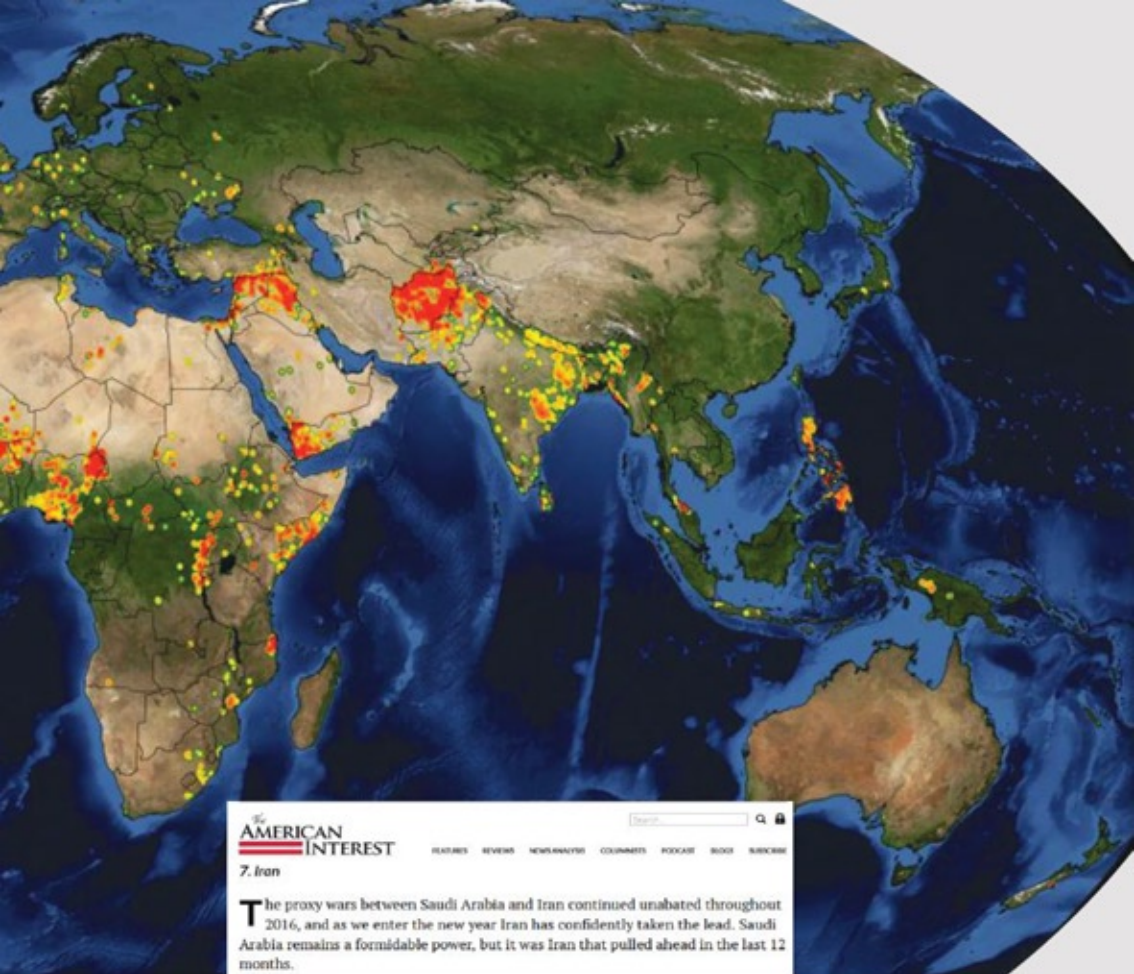 The
AMERICAN
INTEREST
Search...
FEATURES REVIEWS NEWS ANALYSIS COLUMNISTS PODCAST BLOGS SUBSCRIBE
7. Iran
The proxy wars between Saudi Arabia and Iran continued unabated throughout
2016, and as we enter the new year Iran has confidently taken the lead. Saudi
Arabia remains a formidable power, but it was Iran that pulled ahead in the last 12
months.